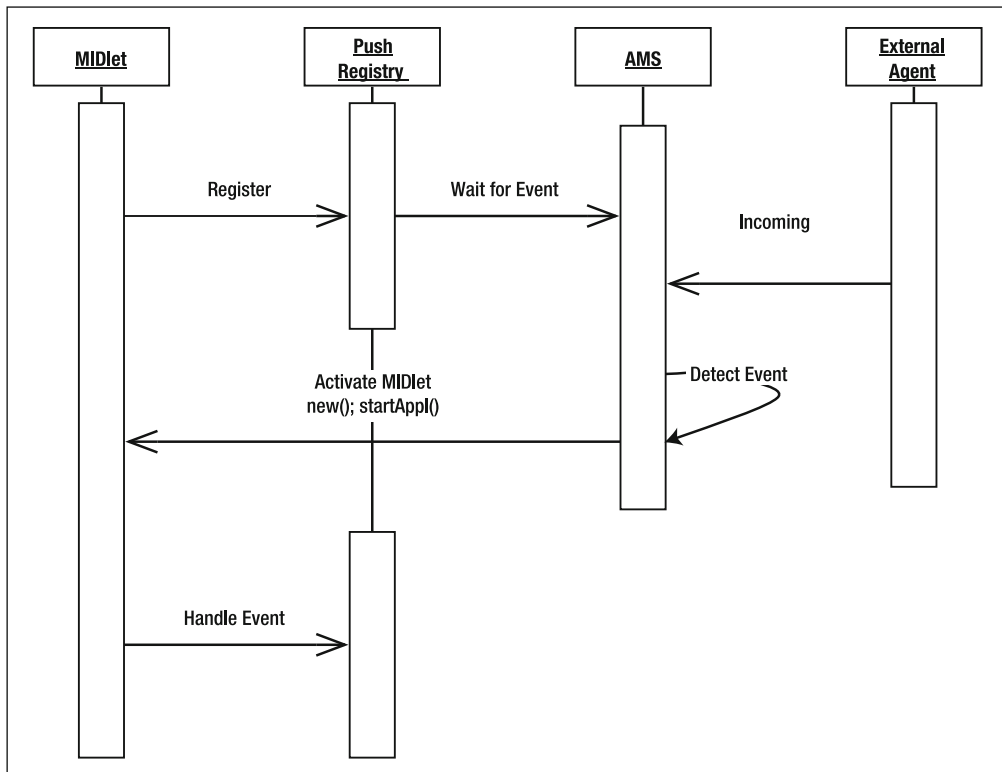 MIDlet
Push
Registry
AMS
External
Agent
Register
Wait for Event
Incoming
Detect Event
Activate MIDlet
new(); startAppl()
Handle Event